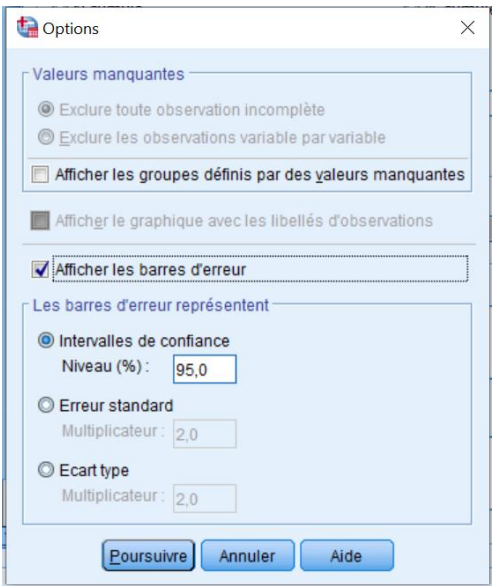 Options
Valeurs manquantes
Exclure toute observation incomplète
Exclure les observations variable par variable
Afficher les groupes définis par des valeurs manquantes
Afficher le graphique avec les libellés d'observations
Afficher les barres d'erreur
Les barres d'erreur représentent
Intervalles de confiance
Niveau (%) : 95,0
Erreur standard
Multiplicateur : 2,0
Ecart type
Multiplicateur : 2,0
Poursuivre Annuler Aide